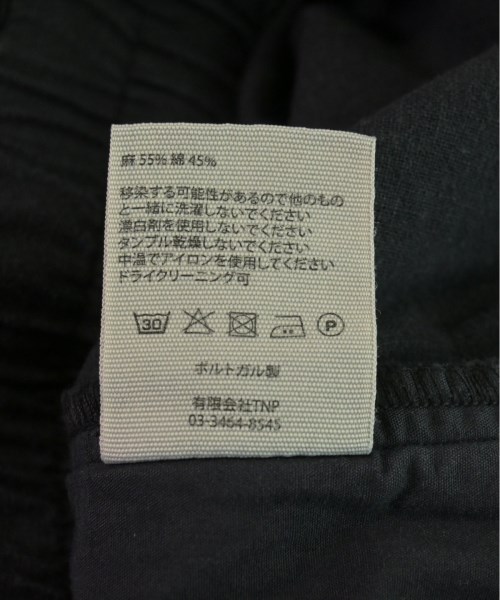 麻 55% 綿 45%
移染する可能性があるので他のもの
と一緒に洗濯しないでください
漂白剤を使用しないでください
タンブル乾燥しないでください
中温でアイロンを使用してください
ドライクリーニング可
30
P
ポルトガル製
有限会社TNP
03-3464-8545